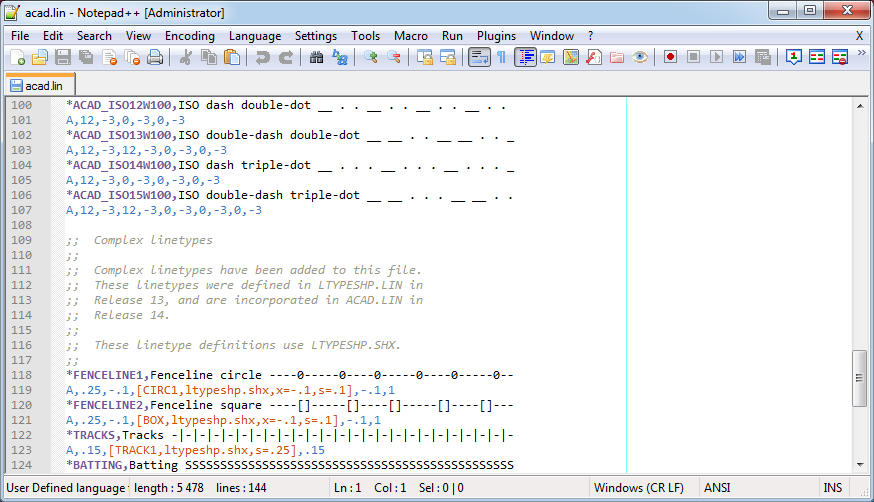 acad.lin - Notepad++ [Administrator]
File Edit Search View Encoding Language Settings Tools Macro Run Plugins Window ? X
acad.lin
100 *ACAD_ISO12W100,ISO dash double-dot __ . . __ . . __ . . __ . .
101 A,12,-3,0,-3,0,-3
102 *ACAD_ISO13W100,ISO double-dash double-dot __ __ . . __ __ . . _
103 A,12,-3,12,-3,0,-3,0,-3
104 *ACAD_ISO14W100,ISO dash triple-dot __ . . . __ . . . __ . . . _
105 A,12,-3,0,-3,0,-3,0,-3
106 *ACAD_ISO15W100,ISO double-dash triple-dot __ __ . . . __ __ . .
107 A,12,-3,12,-3,0,-3,0,-3,0,-3
108
109 ;;  Complex linetypes
110 ;;
111 ;;  Complex linetypes have been added to this file.
112 ;;  These linetypes were defined in LTYPESHP.LIN in
113 ;;  Release 13, and are incorporated in ACAD.LIN in
114 ;;  Release 14.
115 ;;
116 ;;  These linetype definitions use LTYPESHP.SHX.
117 ;;
118 *FENCELINE1,Fenceline circle ----0-----0----0-----0----0-----0--
119 A,.25,-.1,[CIRC1,ltypeshp.shx,x=-.1,s=.1],-.1,1
120 *FENCELINE2,Fenceline square ----[]-----[]----[]-----[]----[]---
121 A,.25,-.1,[BOX,ltypeshp.shx,x=-.1,s=.1],-.1,1
122 *TRACKS,Tracks -|-|-|-|-|-|-|-|-|-|-|-|-|-|-|-|-|-|-|-|-|-|-|-|-
123 A,.15,[TRACK1,ltypeshp.shx,s=.25],.15
124 *BATTING,Batting SSSSSSSSSSSSSSSSSSSSSSSSSSSSSSSSSSSSSSSSSSSSSSS
User Defined language length : 5 478 lines : 144 Ln : 1 Col : 1 Sel : 0 | 0 Windows (CR LF) ANSI INS